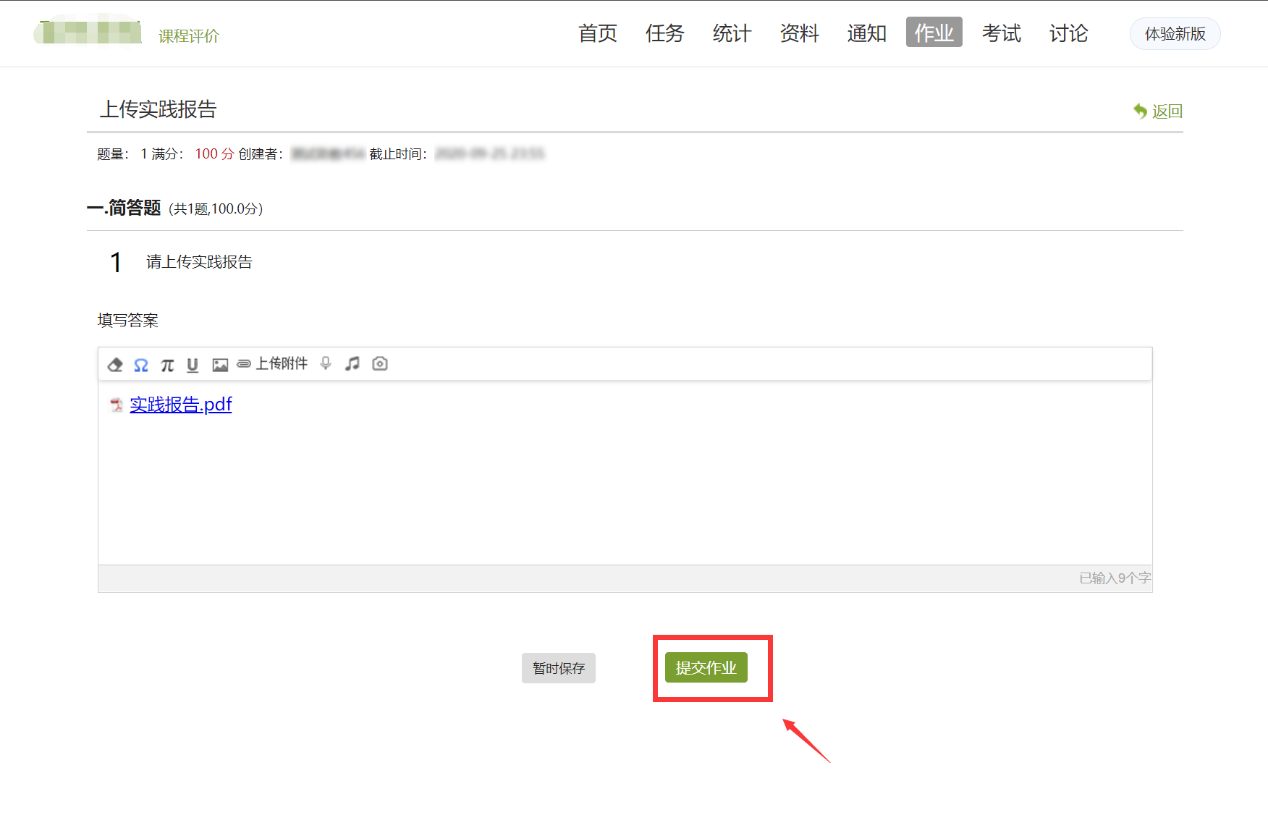 课程评价 首页 任务 统计 资料 通知 作业 考试 讨论 体验新版
上传实践报告 返回
题量： 1 满分： 100 分 创建者： 截止时间：
一.简答题 (共1题,100.0分)
1 请上传实践报告
填写答案
Ω π U 上传附件
实践报告.pdf
已输入9个字
暂时保存 提交作业